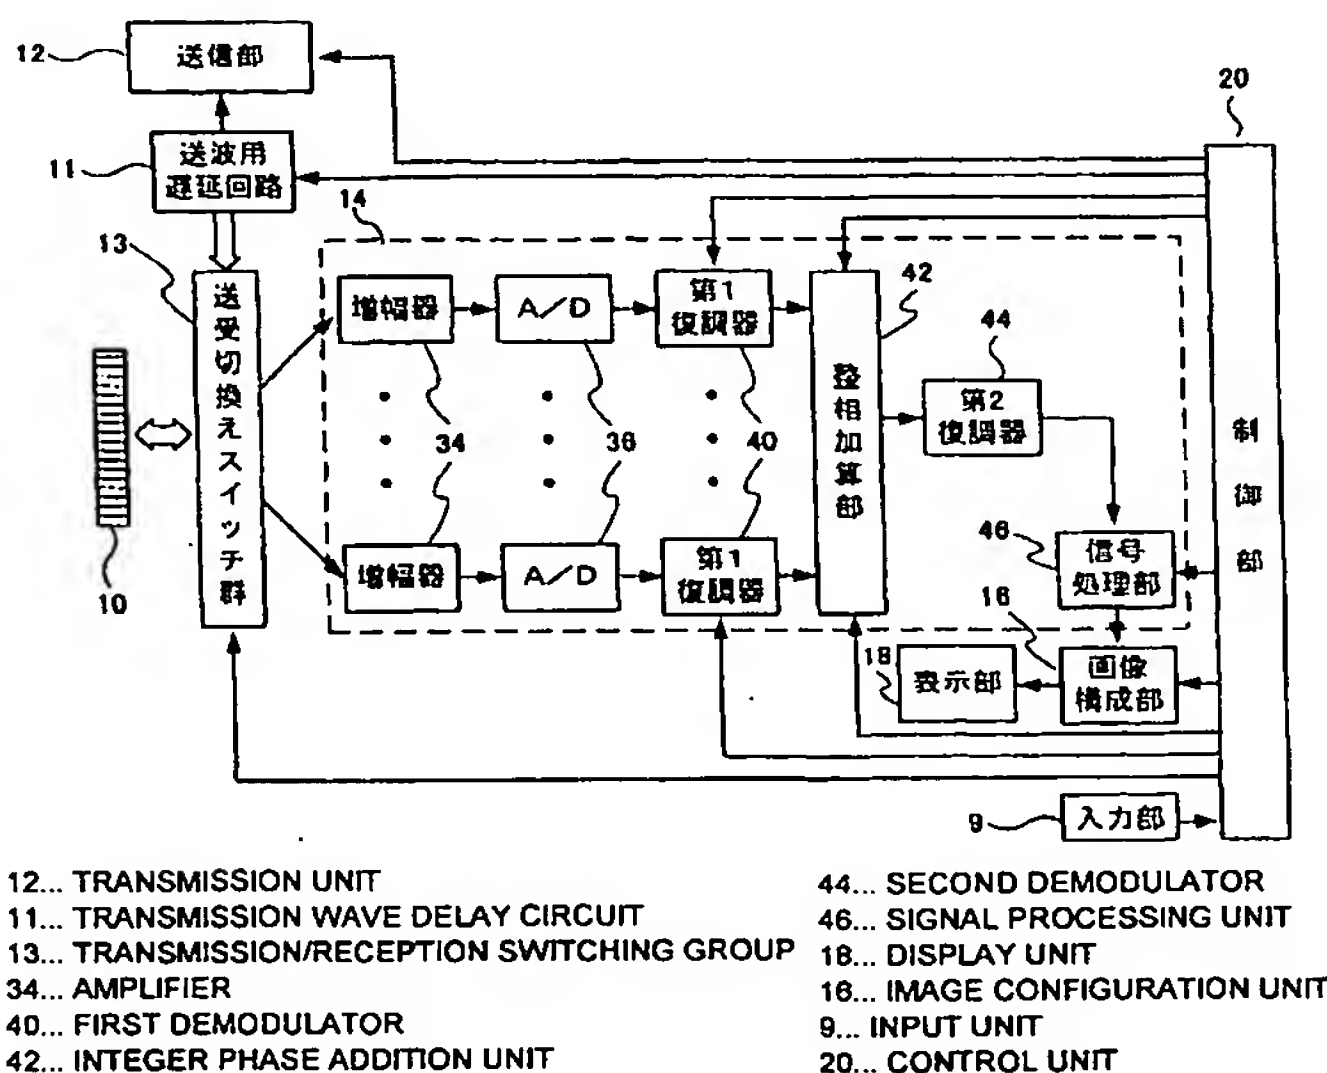 12
送信部
20
11
送波用
遅延回路
14
13
送受切換えスイッチ群
増幅器
A/D
第1
復調器
42
44
整相加算部
第2
復調器
34
36
40
制御部
増幅器
A/D
第1
復調器
46
信号
処理部
10
16
18
表示部
画像
構成部
9
入力部
12... TRANSMISSION UNIT
11... TRANSMISSION WAVE DELAY CIRCUIT
13... TRANSMISSION/RECEPTION SWITCHING GROUP
34... AMPLIFIER
40... FIRST DEMODULATOR
42... INTEGER PHASE ADDITION UNIT
44... SECOND DEMODULATOR
46... SIGNAL PROCESSING UNIT
18... DISPLAY UNIT
16... IMAGE CONFIGURATION UNIT
9... INPUT UNIT
20... CONTROL UNIT